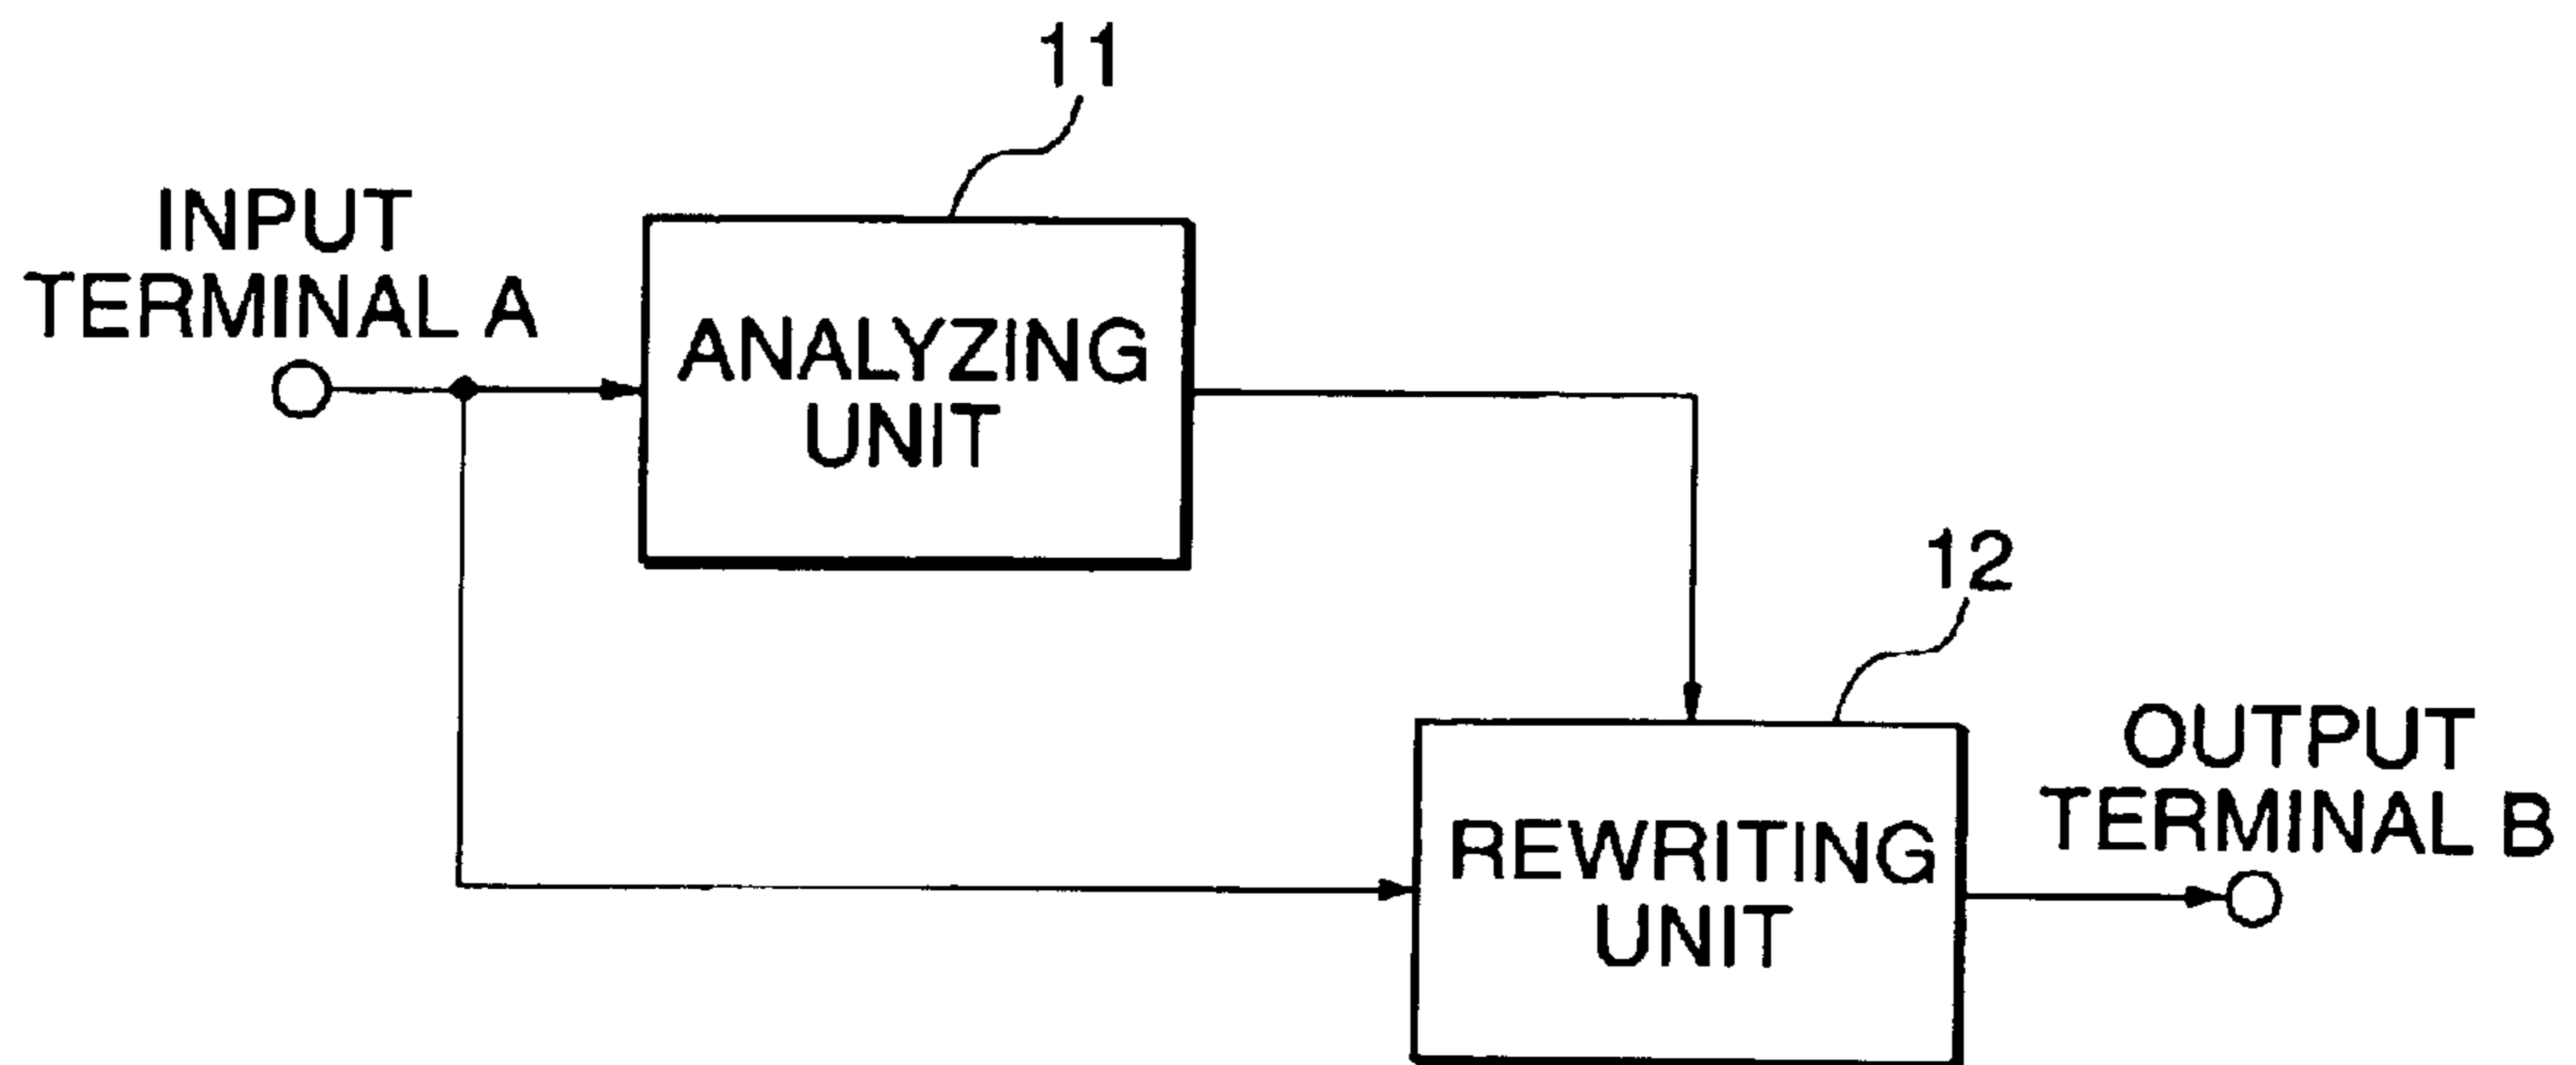 11
INPUT
TERMINAL A
ANALYZING
UNIT
12
OUTPUT
TERMINAL B
REWRITING
UNIT